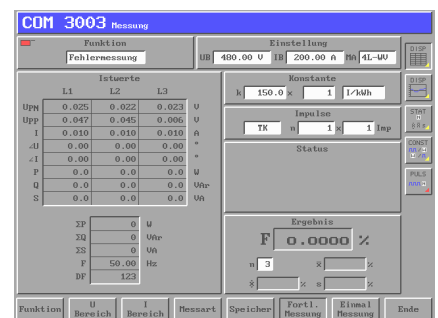 COM 3003 Messung
Funktion
Fehlermessung
Einstellung
UB 480.00 V IB 200.00 A MA 4L-WV
DISP
Istwerte
L1 L2 L3
UPN 0.025 0.022 0.023 V
UPP 0.047 0.045 0.006 V
I 0.010 0.010 0.010 A
∠U 0.00 0.00 0.00 °
∠I 0.00 0.00 0.00 °
P 0.0 0.0 0.0 W
Q 0.0 0.0 0.0 VAr
S 0.0 0.0 0.0 VA
ΣP 0 W
ΣQ 0 VAr
ΣS 0 VA
F 50.00 Hz
DF 123
Konstante
k 150.0 x 1 I/kWh
Impulse
TK n 1 x 1 Imp
Status
Ergebnis
F 0.0000 %
n 3 x̄ %
% s %
DISP
STAT
CONST
PULS
Funktion
U Bereich
I Bereich
Messart
Speicher
Fortl. Messung
Einmal Messung
Ende